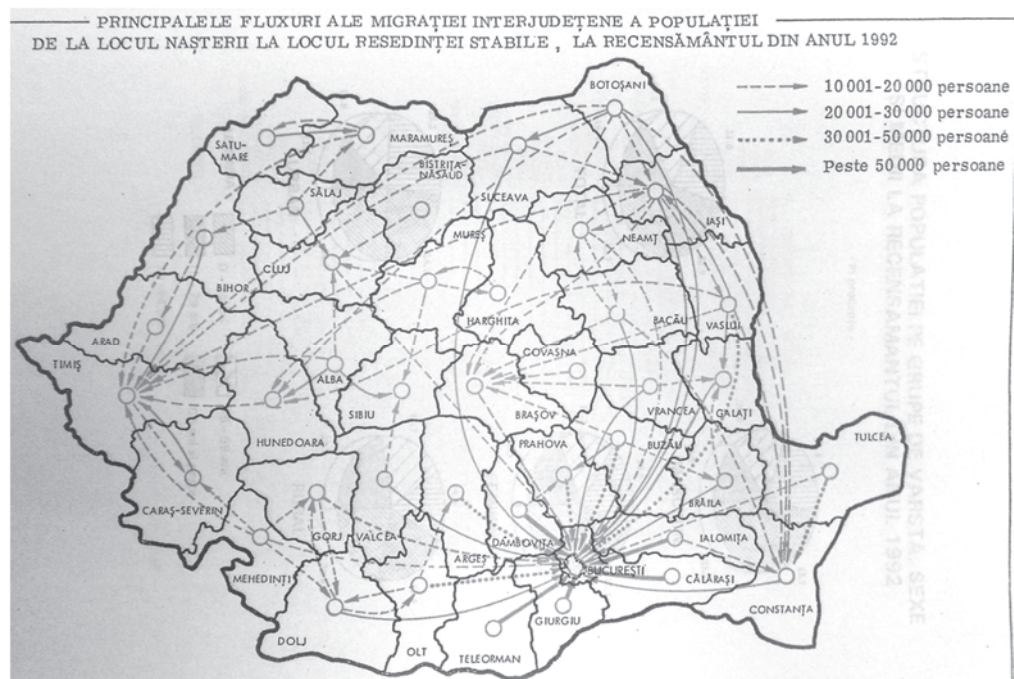 PRINCIPALELE FLUXURI ALE MIGRAȚIEI INTERJUDEȚENE A POPULAȚIEI
DE LA LOCUL NAȘTERII LA LOCUL RESEDINȚEI STABILE , LA RECENSĂMÂNTUL DIN ANUL 1992
10 001-20 000 persoane
20 001-30 000 persoane
30 001-50 000 persoane
Peste 50 000 persoane
BOTOȘANI
SATU-
MARE
MARAMUREȘ
BISTRIȚA-
NĂSĂUD
SĂLAJ
SUCEAVA
IAȘI
NEAMȚ
MUREȘ
CLUJ
BIHOR
HARGHITA
BACĂU
VASLUI
ARAD
TIMIȘ
COVASNA
ALBA
SIBIU
BRAȘOV
VRANCEA
GALAȚI
HUNEDOARA
PRAHOVA
BUZĂU
TULCEA
BRĂILA
CARAȘ-SEVERIN
GORJ
VALCEA
DÂMBOVIȚA
IALOMIȚA
ARGEȘ
BUCUREȘTI
MEHEDINȚI
CĂLĂRAȘI
CONSTANȚA
GIURGIU
DOLJ
OLT
TELEORMAN